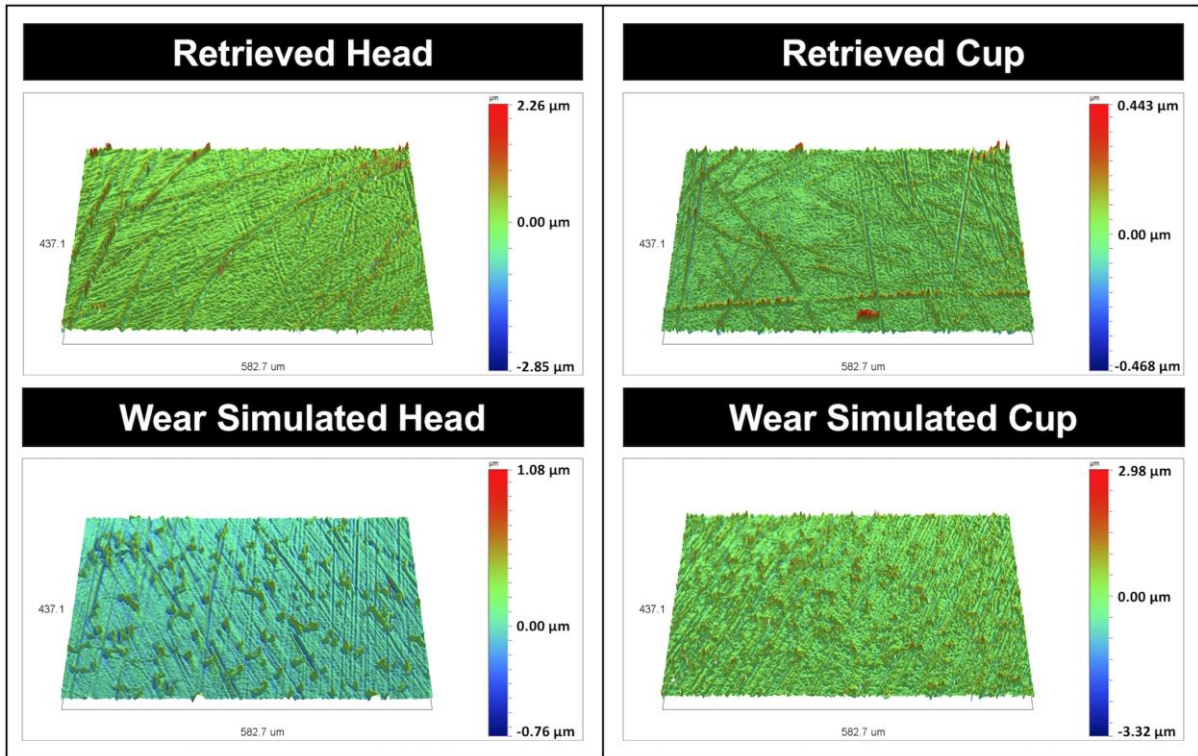 Retrieved Head
µm
2.26 µm
0.00 µm
-2.85 µm
437.1
582.7 um
Retrieved Cup
µm
0.443 µm
0.00 µm
-0.468 µm
437.1
582.7 um
Wear Simulated Head
µm
1.08 µm
0.00 µm
-0.76 µm
437.1
582.7 um
Wear Simulated Cup
µm
2.98 µm
0.00 µm
-3.32 µm
437.1
582.7 um